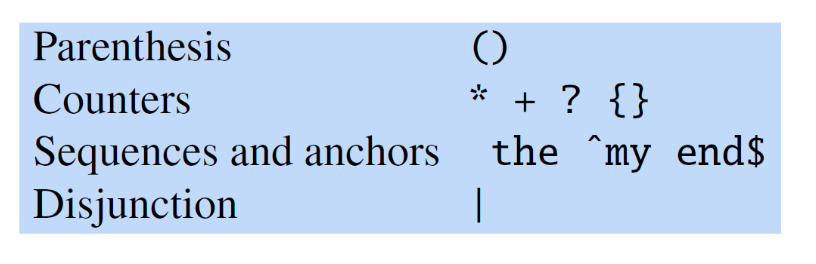 Parenthesis ()
Counters * + ? {}
Sequences and anchors the ^my end$
Disjunction |